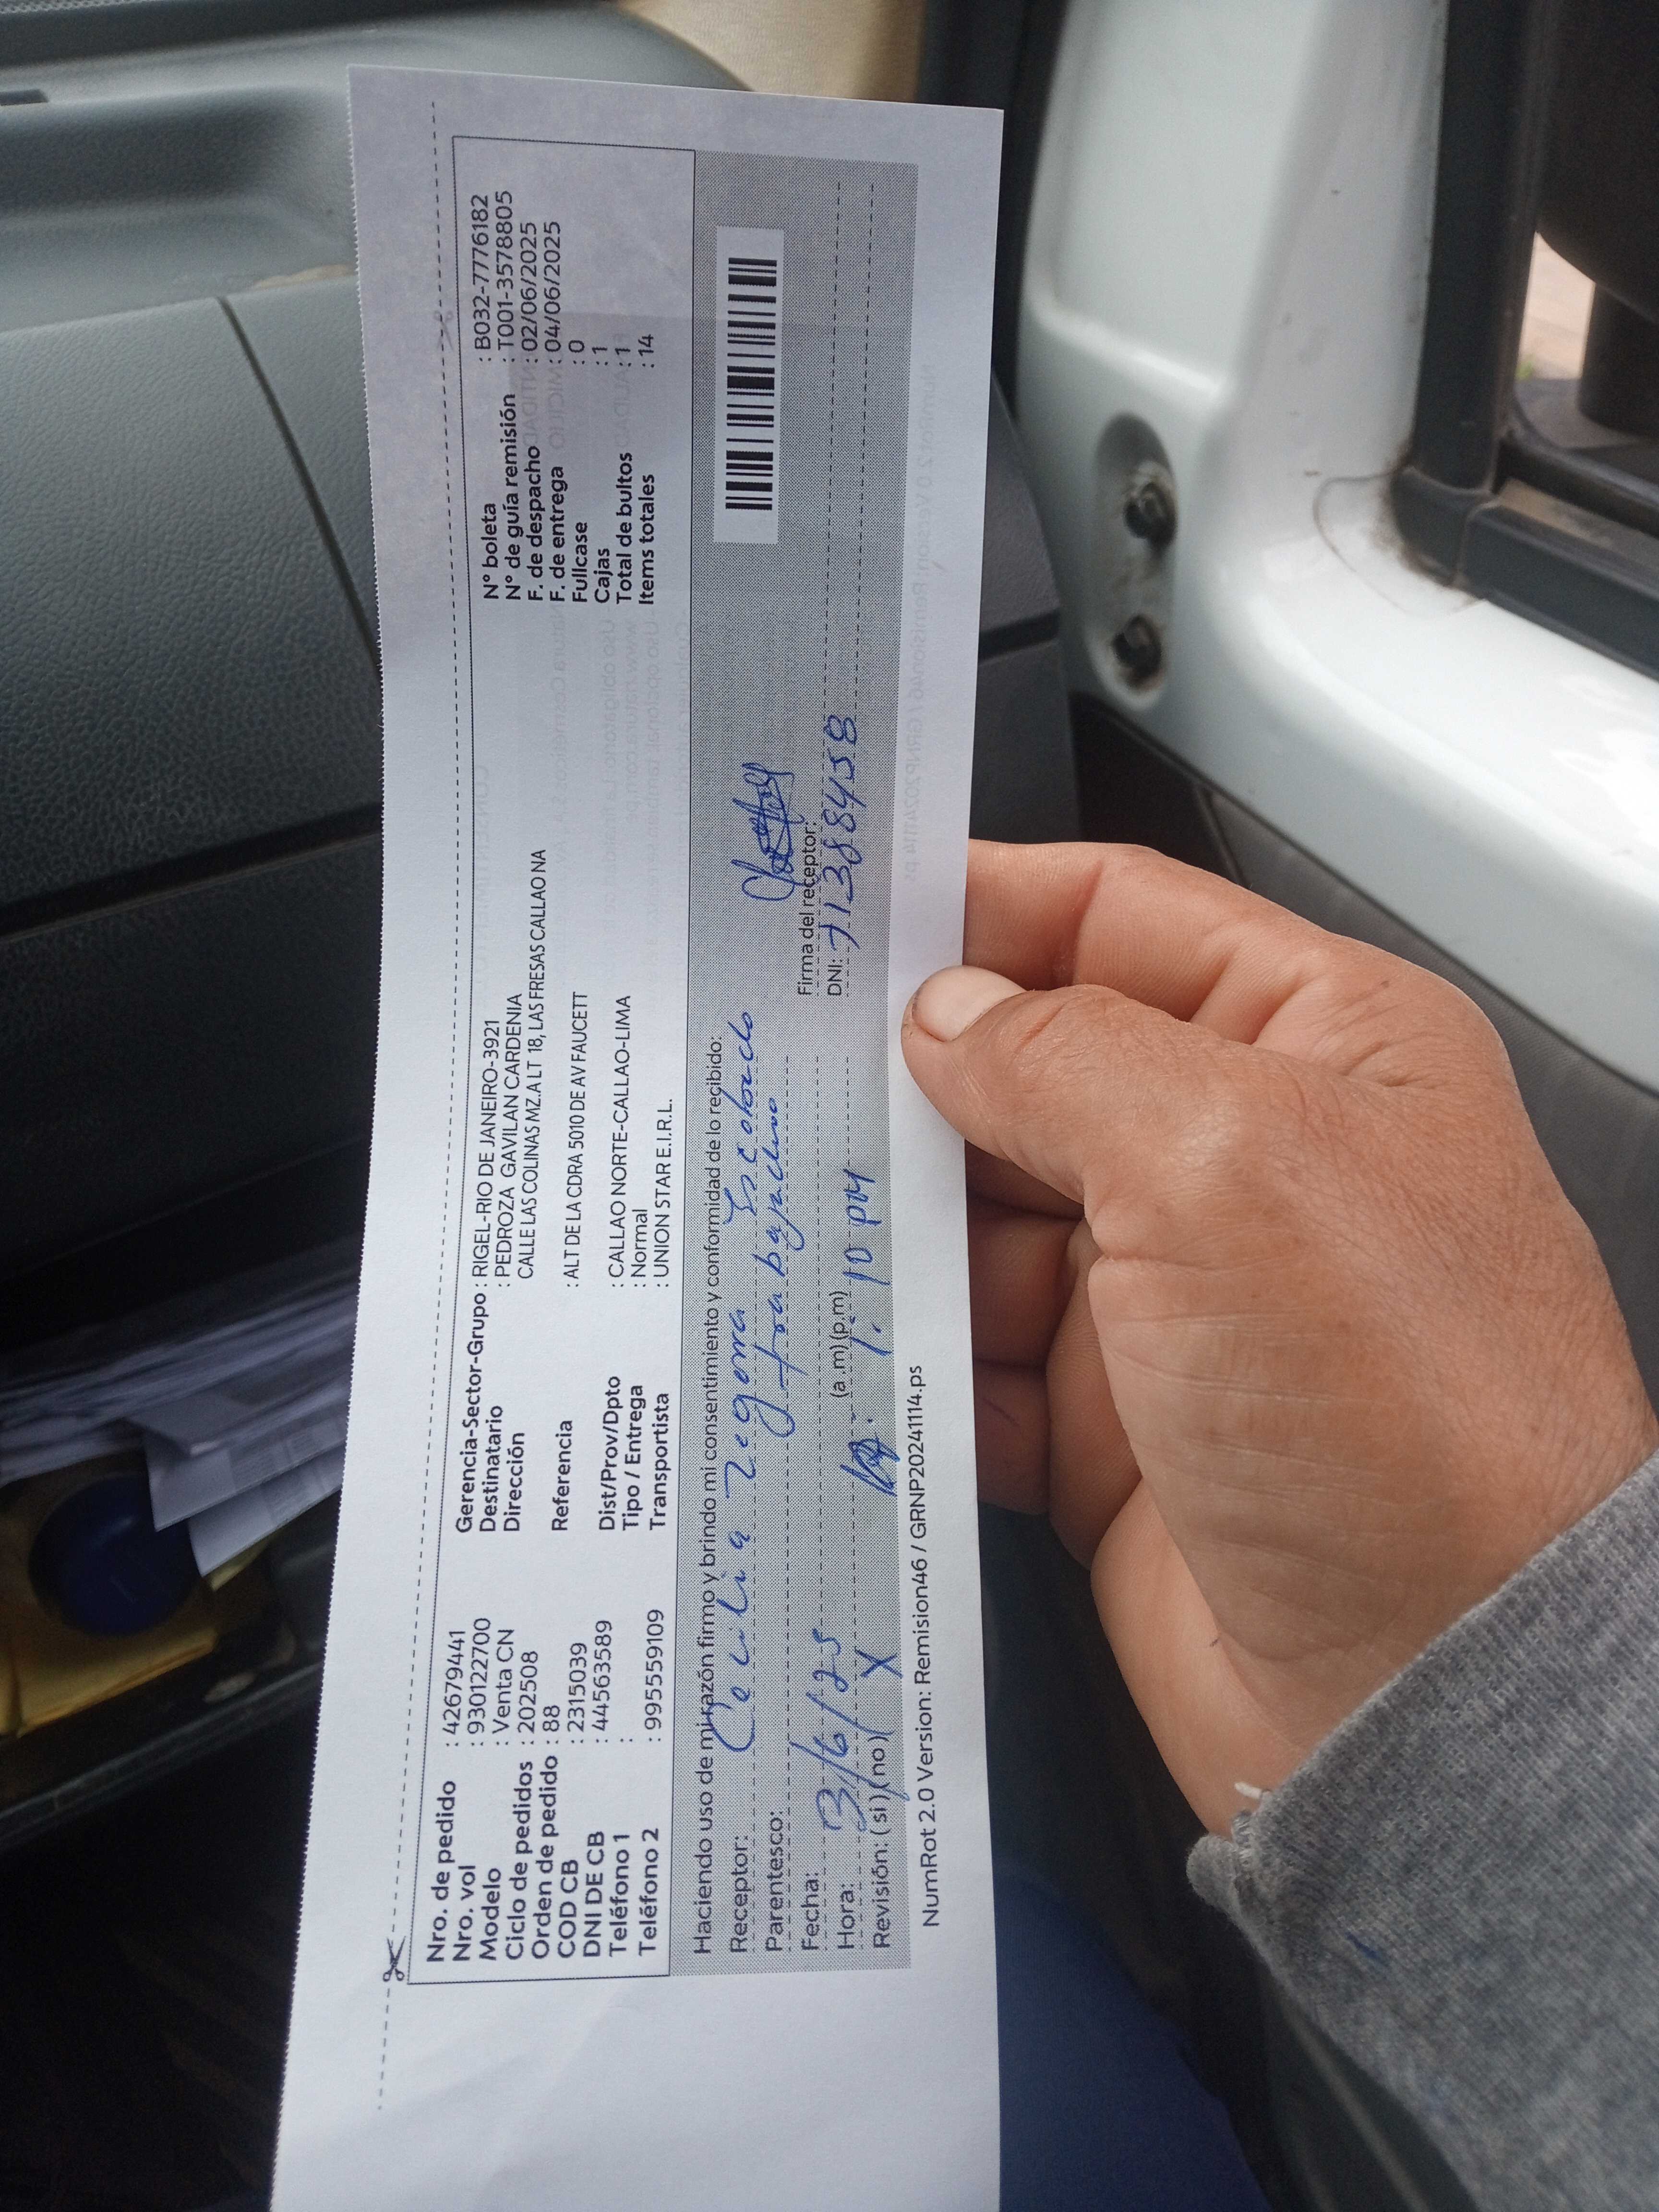 Nro. de pedido : 42679441
Nro. vol : 930122700
Modelo : Venta CN
Ciclo de pedidos : 202508
Orden de pedido : 88
COD CB : 2315039
DNI DE CB : 44563589
Teléfono 1 :
Teléfono 2 : 995559109
Gerencia-Sector-Grupo : RIGEL-RIO DE JANEIRO-3921
Destinatario : PEDROZA GAVILAN CARDENIA
Dirección CALLE LAS COLINAS MZ.A LT 18, LAS FRESAS CALLAO NA
Referencia : ALT DE LA CDRA 5010 DE AV FAUCETT
Dist/Prov/Dpto : CALLAO NORTE-CALLAO-LIMA
Tipo / Entrega : Normal
Transportista : UNION STAR E.I.R.L.
N° boleta : B032-7776182
N° de guía remisión : T001-3578805
F. de despacho : 02/06/2025
F. de entrega : 04/06/2025
Fullcase : 0
Cajas : 1
Total de bultos : 1
Items totales : 14
Haciendo uso de mi razón firmo y brindo mi consentimiento y conformidad de lo recibido:
Receptor: Cecilia Zegorra Escobedo
Parentesco:
Fecha: 3/6/25
Hora: (a.m)(p.m) 1:10 PM
Revisión: (si) (no) X
Firma del receptor:
DNI: 71388458
NumRot 2.0 Version: Remision46 / GRNP20241114.ps